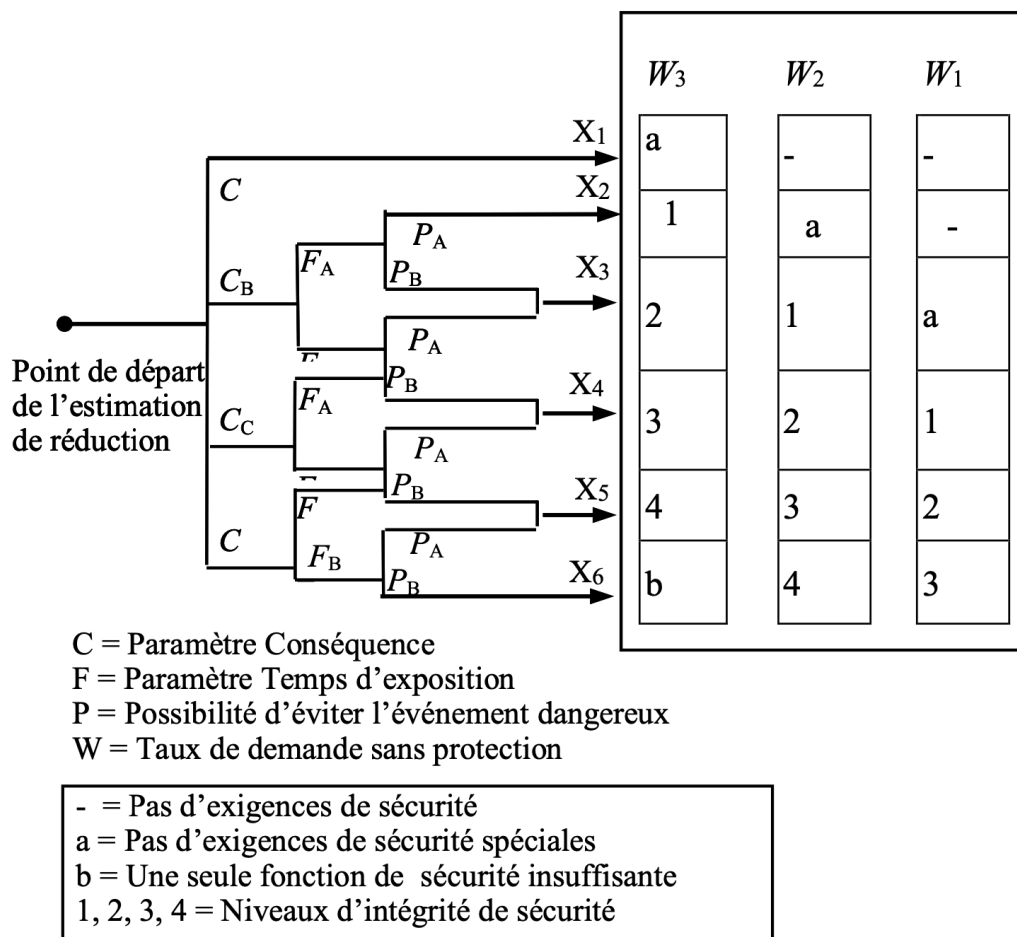 W3 W2 W1
X1
a - -
C
X2
1 a -
PA
FA
PB
X3
CB
2 1 a
PA
Point de départ
de l’estimation
de réduction
PB
X4
FA
CC
3 2 1
PA
PB
X5
F
4 3 2
C
FB
PA
PB
X6
b 4 3
C = Paramètre Conséquence
F = Paramètre Temps d’exposition
P = Possibilité d’éviter l’événement dangereux
W = Taux de demande sans protection
- = Pas d’exigences de sécurité
a = Pas d’exigences de sécurité spéciales
b = Une seule fonction de sécurité insuffisante
1, 2, 3, 4 = Niveaux d’intégrité de sécurité